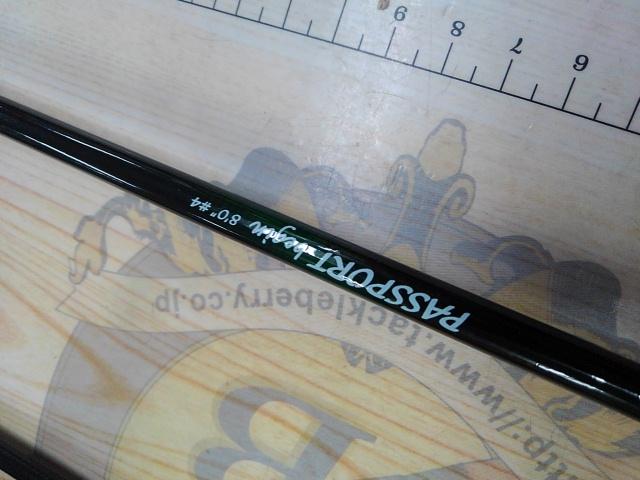 PASSPORT begin 8'0" #4
http://www.tackleberry.co.jp
B
6 7 8 9